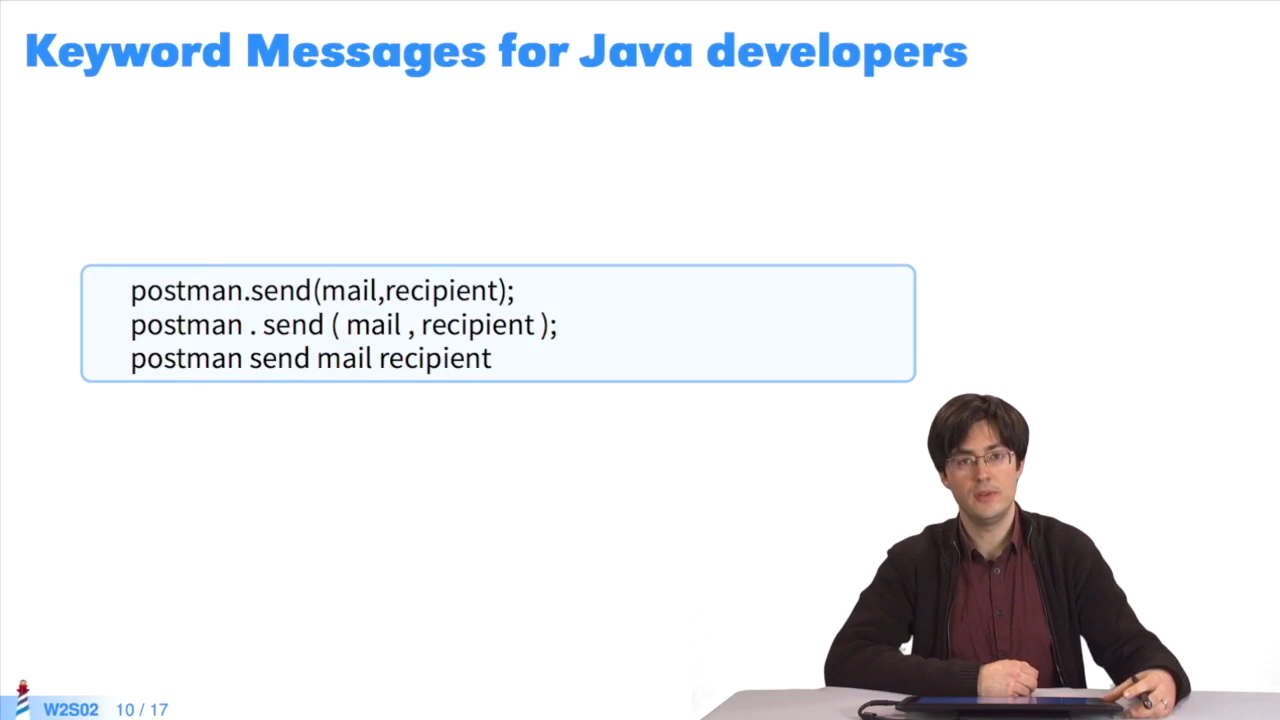 Keyword Messages for Java developers
postman.send(mail,recipient);
postman . send ( mail , recipient );
postman send mail recipient
W2S02 10 / 17